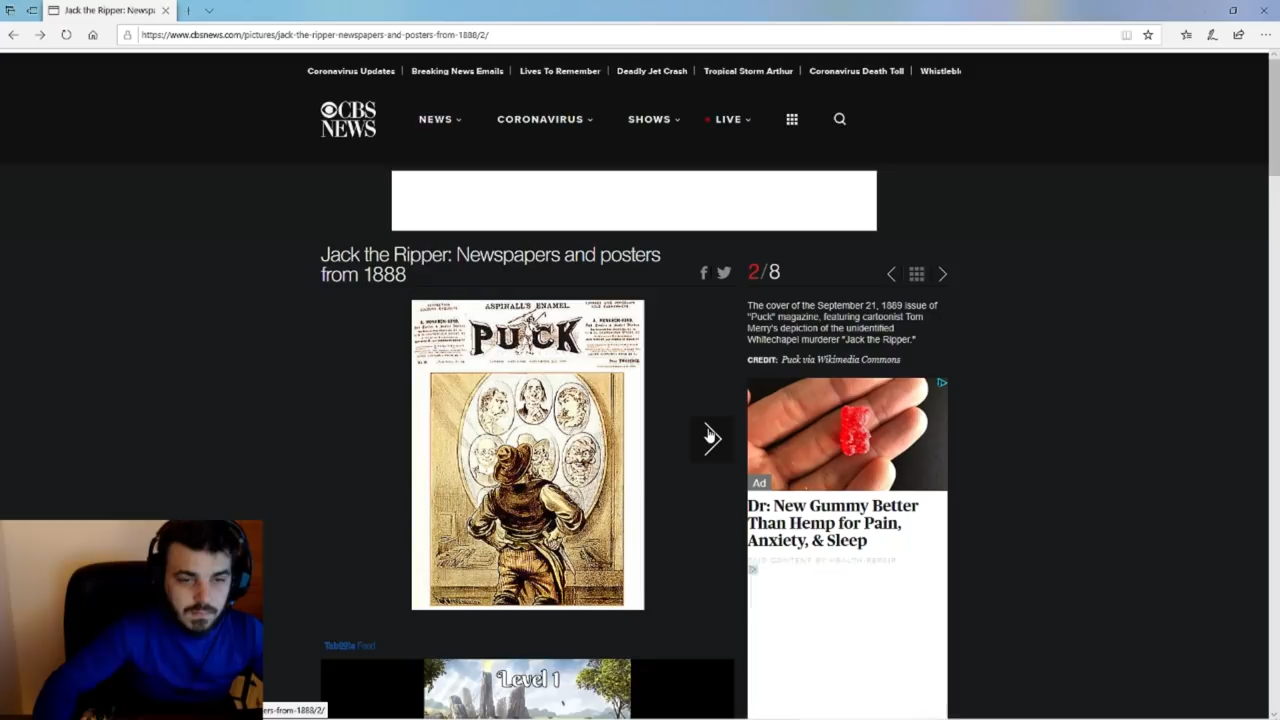 Jack the Ripper: Newspa
https://www.cbsnews.com/pictures/jack-the-ripper-newspapers-and-posters-from-1888/2/
Coronavirus Updates | Breaking News Emails | Lives To Remember | Deadly Jet Crash | Tropical Storm Arthur | Coronavirus Death Toll | Whistlebl
CBS NEWS
NEWS CORONAVIRUS SHOWS LIVE
Jack the Ripper: Newspapers and posters
from 1888
2/8
The cover of the September 21, 1889 issue of
"Puck" magazine, featuring cartoonist Tom
Merry's depiction of the unidentified
Whitechapel murderer "Jack the Ripper."
CREDIT: Puck via Wikimedia Commons
ASPINALL'S ENAMEL.
PUCK
Ad
Dr: New Gummy Better
Than Hemp for Pain,
Anxiety, & Sleep
Feed
Level 1
ers-from-1888/2/